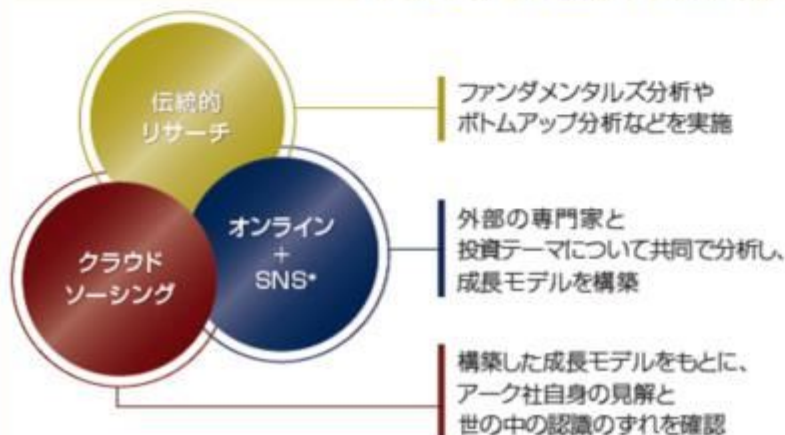 伝統的
リサーチ
ファンダメンタルズ分析や
ボトムアップ分析などを実施
オンライン
+
SNS*
外部の専門家と
投資テーマについて共同で分析し、
成長モデルを構築
クラウド
ソーシング
構築した成長モデルをもとに、
アーク社自身の見解と
世の中の認識のずれを確認